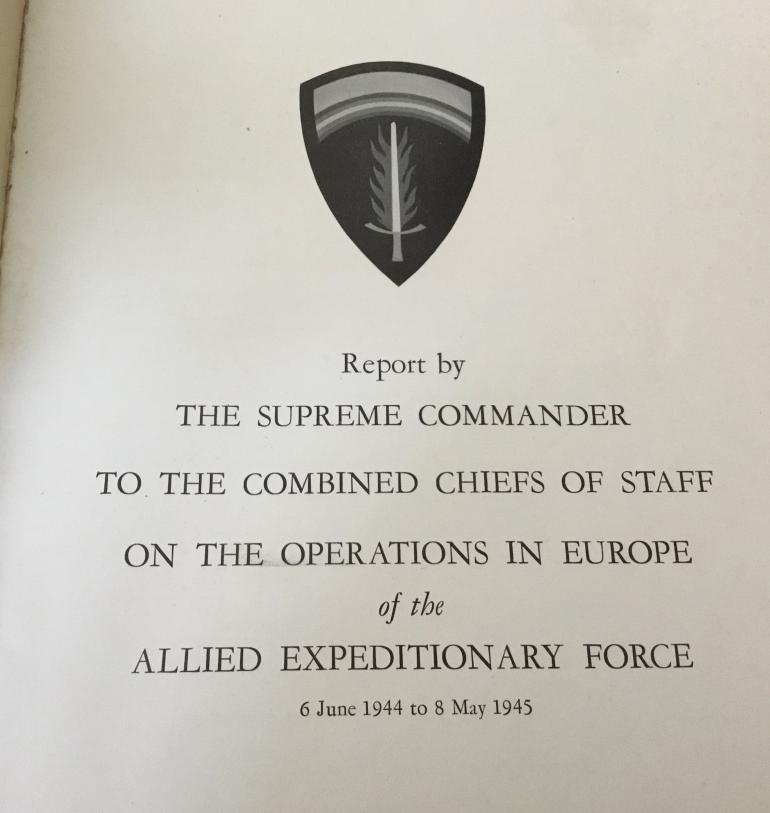 Report by
THE SUPREME COMMANDER
TO THE COMBINED CHIEFS OF STAFF
ON THE OPERATIONS IN EUROPE
of the
ALLIED EXPEDITIONARY FORCE
6 June 1944 to 8 May 1945